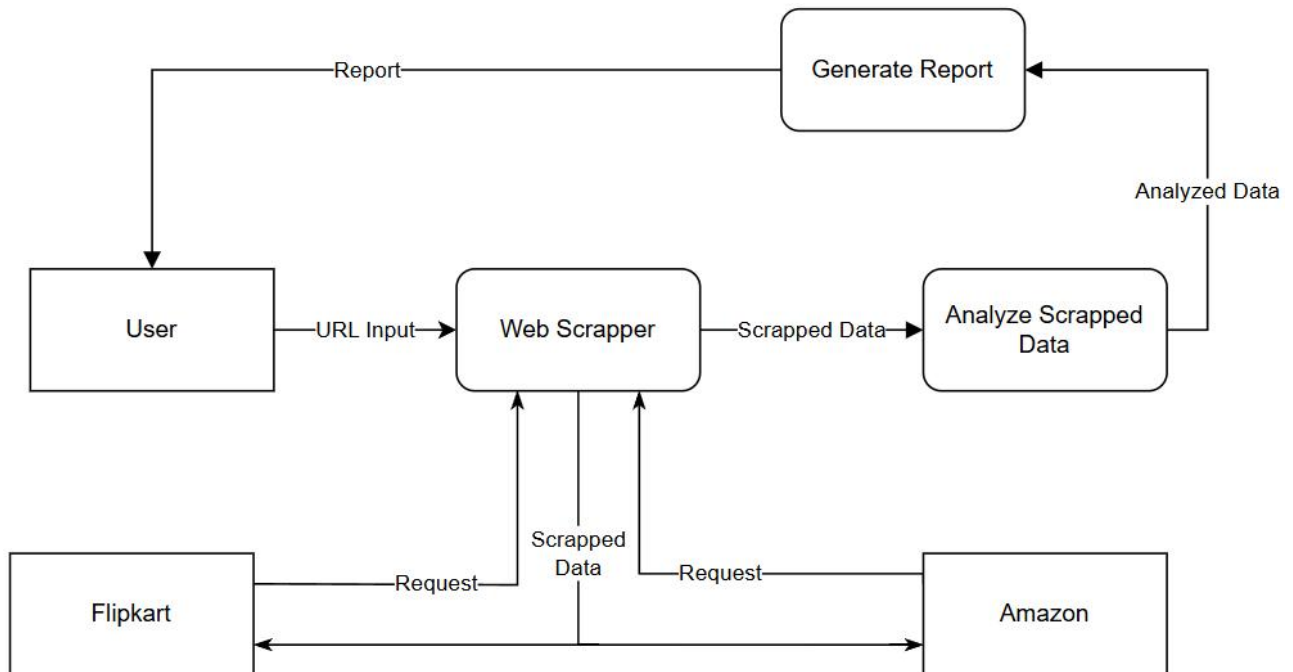 Generate Report
Report
Analyzed Data
User
URL Input
Web Scrapper
Scrapped Data
Analyze Scrapped
Data
Scrapped
Data
Request
Request
Flipkart
Amazon